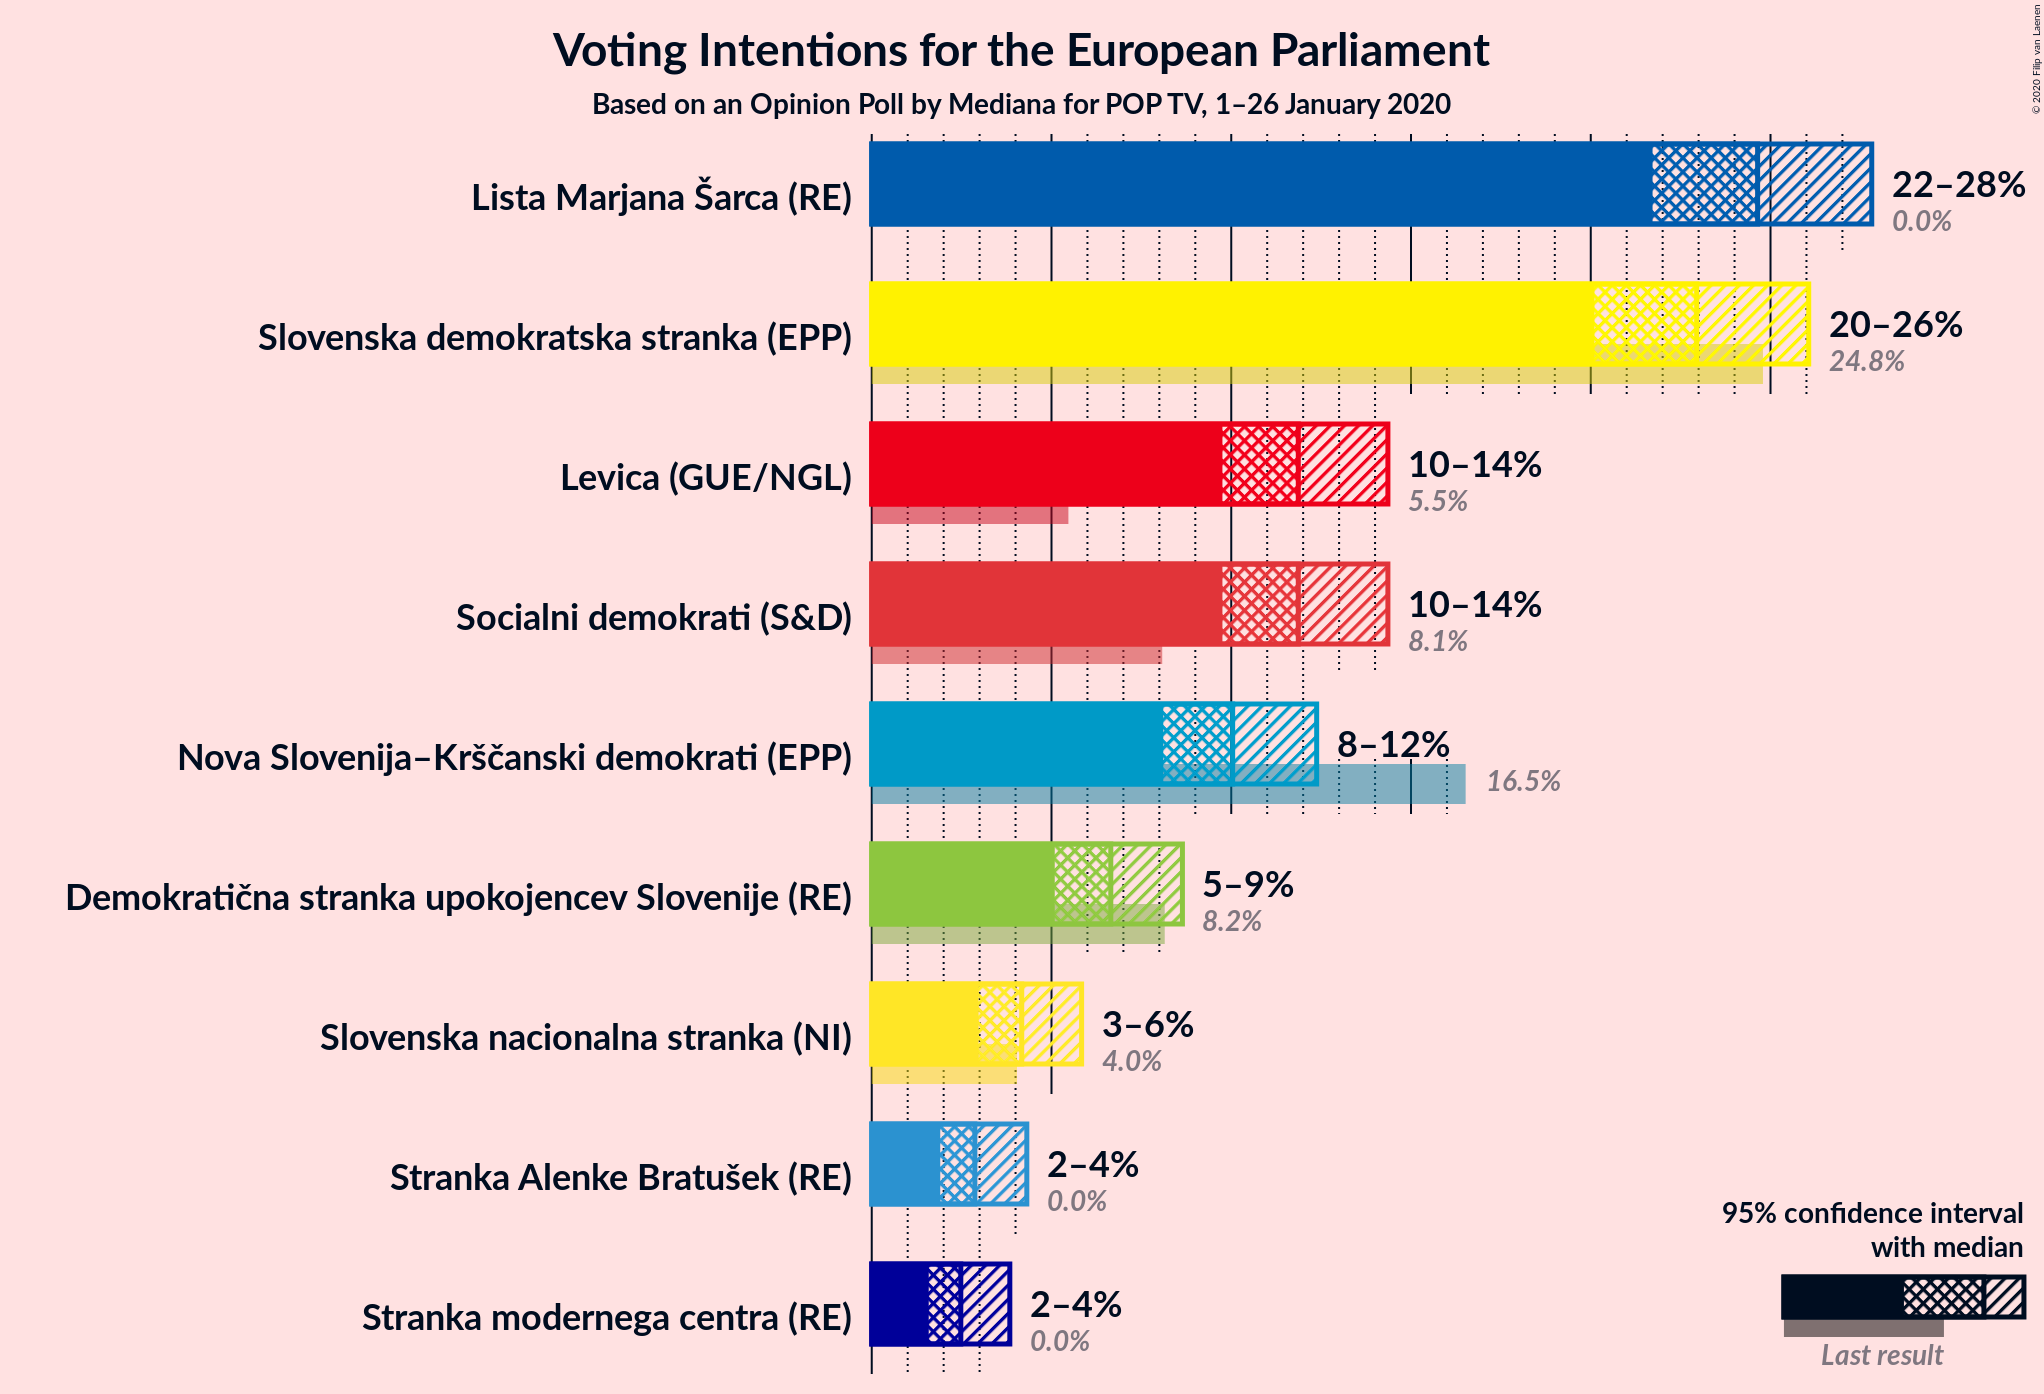 Voting Intentions for the European Parliament
Based on an Opinion Poll by Mediana for POP TV, 1–26 January 2020
© 2020 Filip van Laenen
Lista Marjana Šarca (RE)
22–28%
0.0%
Slovenska demokratska stranka (EPP)
20–26%
24.8%
Levica (GUE/NGL)
10–14%
5.5%
Socialni demokrati (S&D)
10–14%
8.1%
Nova Slovenija–Krščanski demokrati (EPP)
8–12%
16.5%
Demokratična stranka upokojencev Slovenije (RE)
5–9%
8.2%
Slovenska nacionalna stranka (NI)
3–6%
4.0%
Stranka Alenke Bratušek (RE)
2–4%
0.0%
Stranka modernega centra (RE)
2–4%
0.0%
95% confidence interval
with median
Last result